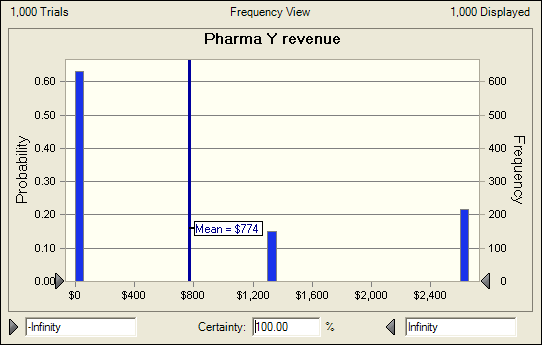 1,000 Trials Frequency View 1,000 Displayed
Pharma Y revenue
Probability
Frequency
0.60 600
0.50 500
0.40 400
0.30 300
0.20 200
Mean = $774
0.10 100
0.00 0
$0 $400 $800 $1,200 $1,600 $2,000 $2,400
-Infinity Certainty: 100.00 % Infinity